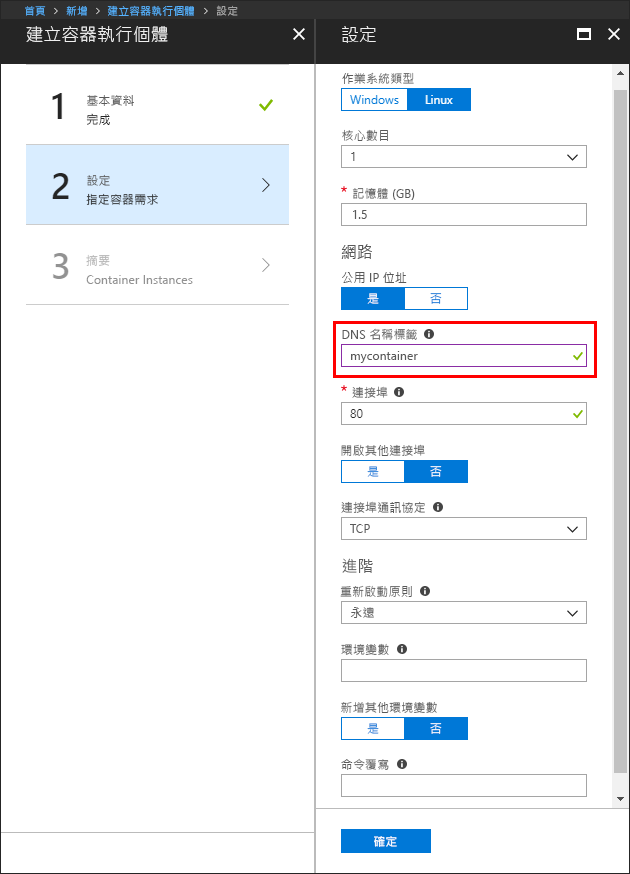 首頁 > 新增 > 建立容器執行個體 > 設定
建立容器執行個體
1
基本資料
完成
2
設定
指定容器需求
3
摘要
Container Instances
設定
作業系統類型
Windows Linux
核心數目
1
* 記憶體 (GB)
1.5
網路
公用 IP 位址
是 否
DNS 名稱標籤
mycontainer
* 連接埠
80
開啟其他連接埠
是 否
連接埠通訊協定
TCP
進階
重新啟動原則
永遠
環境變數
新增其他環境變數
是 否
命令覆寫
確定